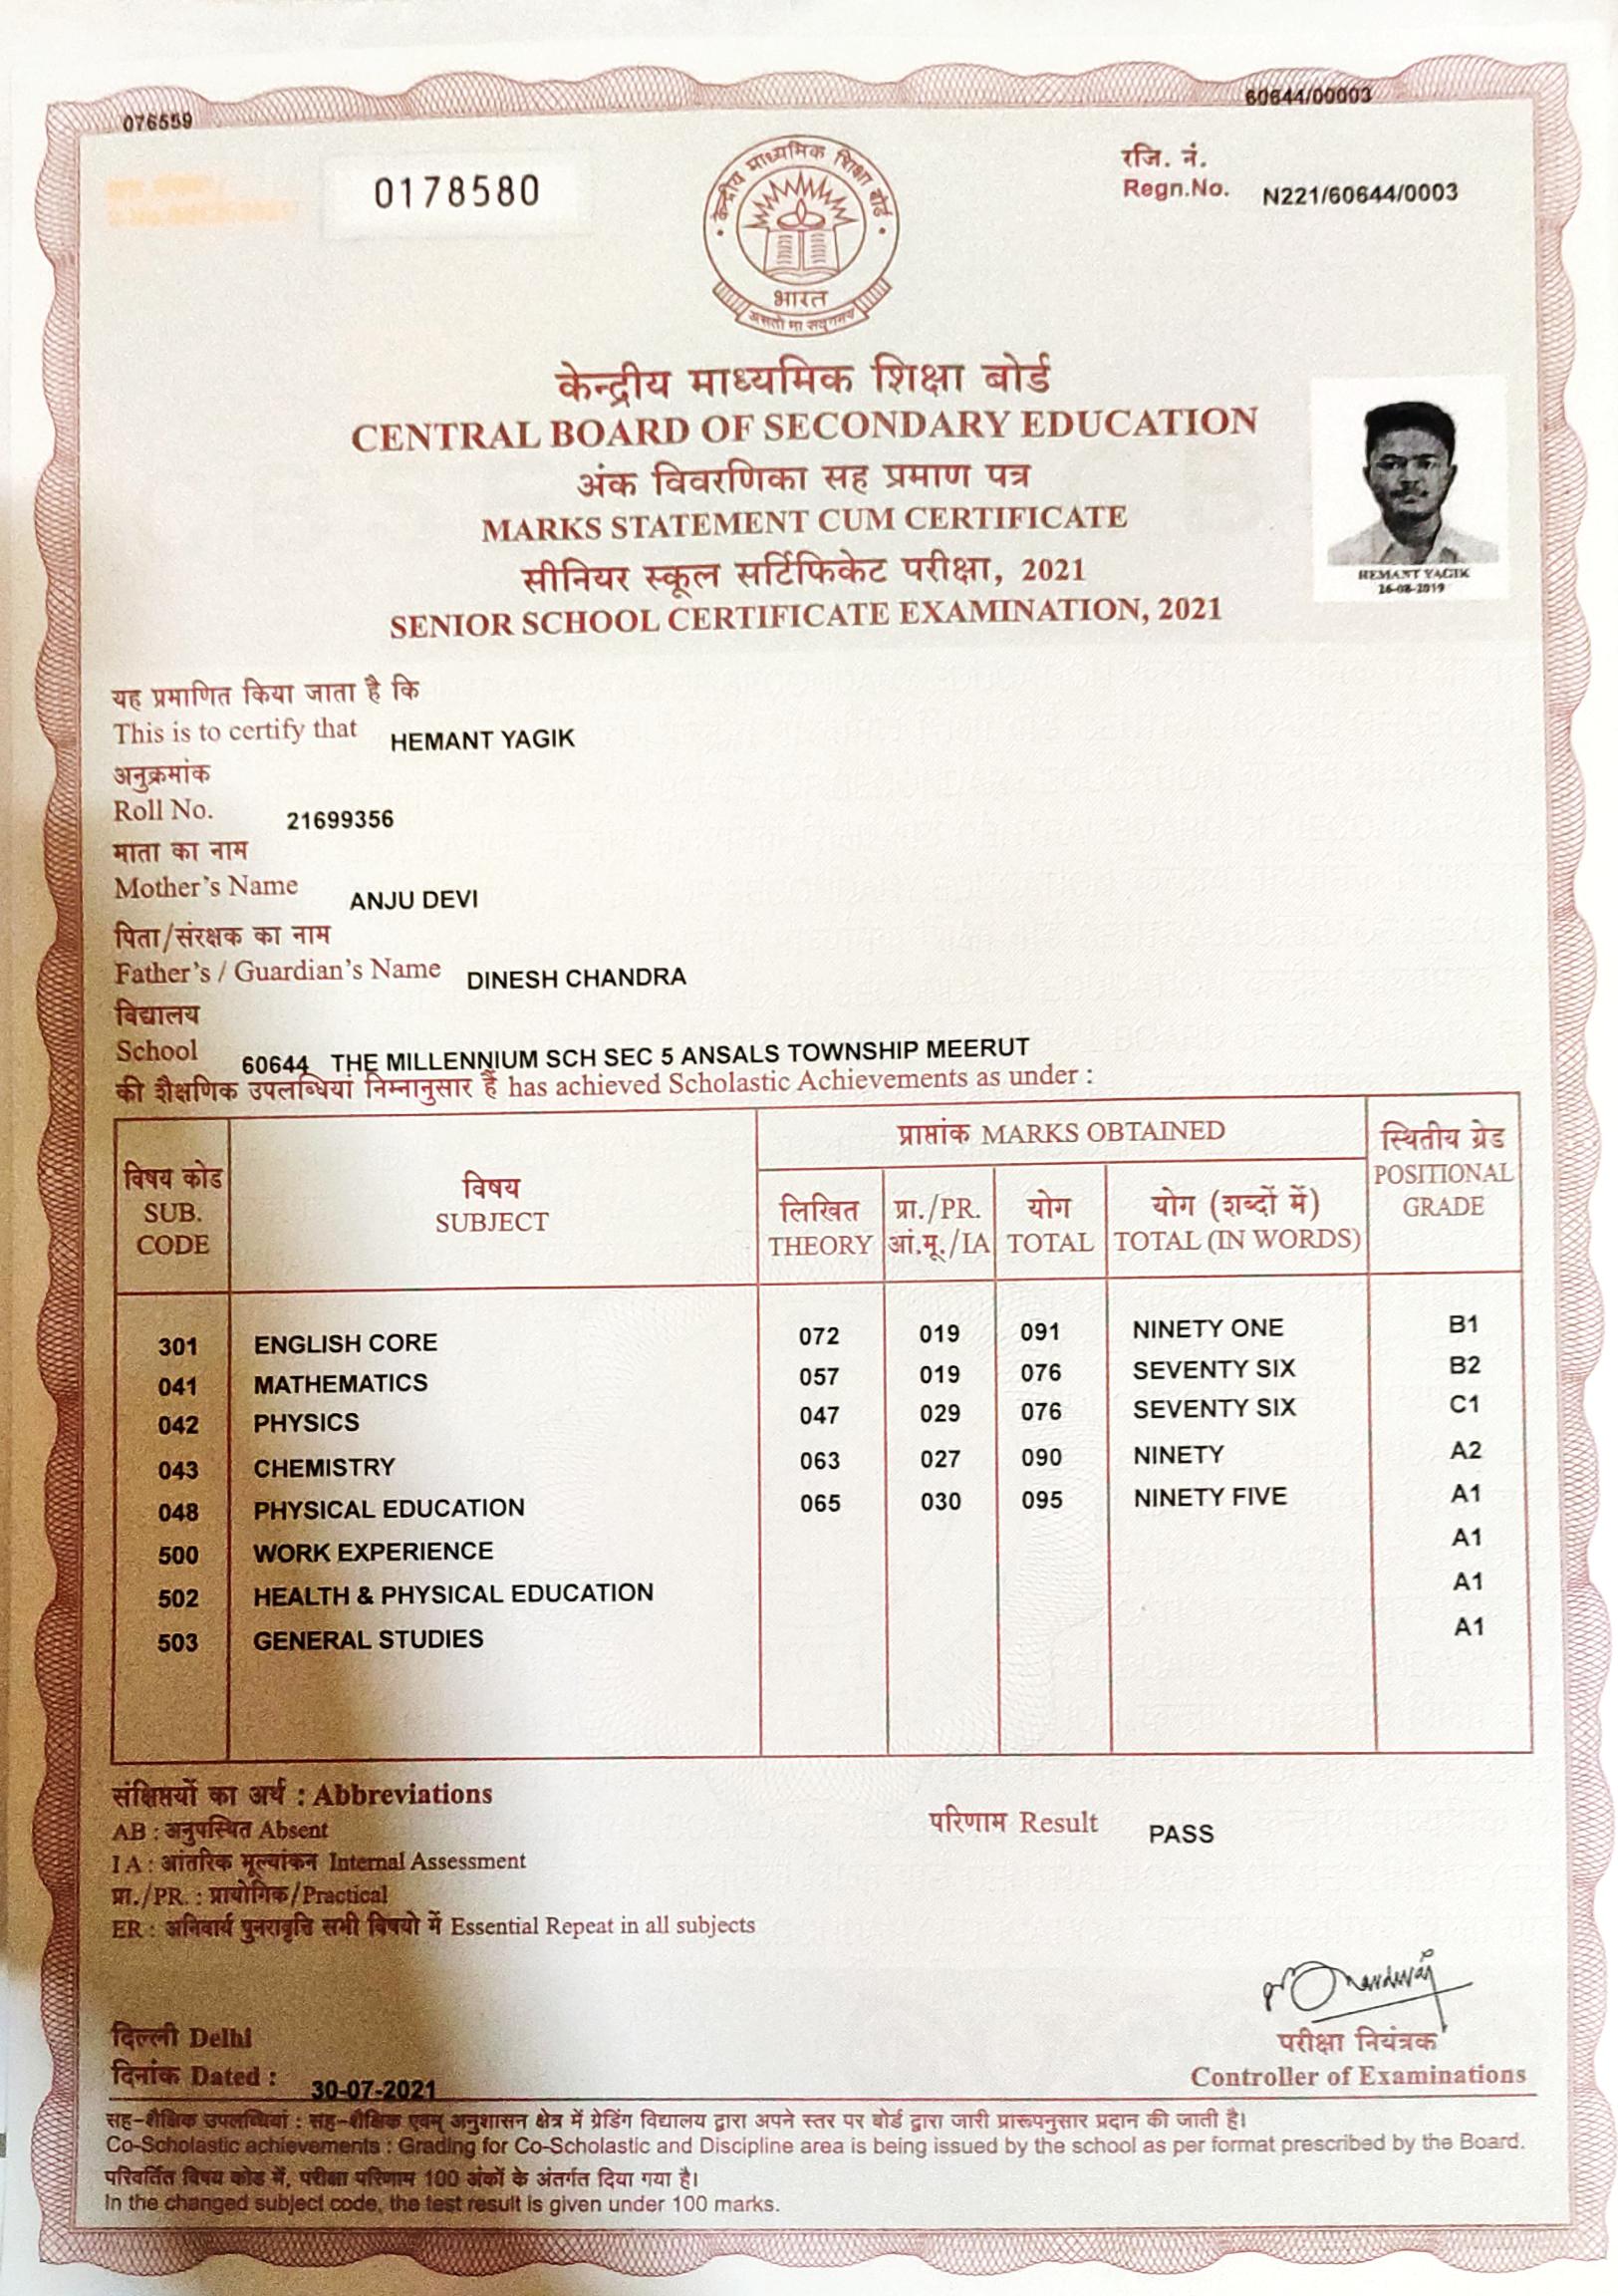 076559
60644/00003
0178580
रजि. नं.
Regn.No. N221/60644/0003
केन्द्रीय माध्यमिक शिक्षा बोर्ड
भारत
असतो मा सद्गमय
केन्द्रीय माध्यमिक शिक्षा बोर्ड
CENTRAL BOARD OF SECONDARY EDUCATION
अंक विवरणिका सह प्रमाण पत्र
MARKS STATEMENT CUM CERTIFICATE
सीनियर स्कूल सर्टिफिकेट परीक्षा, 2021
SENIOR SCHOOL CERTIFICATE EXAMINATION, 2021
HEMANT YAGIK
26-08-2019
यह प्रमाणित किया जाता है कि
This is to certify that HEMANT YAGIK
अनुक्रमांक
Roll No. 21699356
माता का नाम
Mother's Name ANJU DEVI
पिता/संरक्षक का नाम
Father's / Guardian's Name DINESH CHANDRA
विद्यालय
School 60644 THE MILLENNIUM SCH SEC 5 ANSALS TOWNSHIP MEERUT
की शैक्षणिक उपलब्धियां निम्नानुसार हैं has achieved Scholastic Achievements as under :
विषय कोड SUB. CODE
विषय SUBJECT
प्राप्तांक MARKS OBTAINED
लिखित THEORY
प्रा./PR. आं.मू./IA
योग TOTAL
योग (शब्दों में) TOTAL (IN WORDS)
स्थितीय ग्रेड POSITIONAL GRADE
301 ENGLISH CORE 072 019 091 NINETY ONE B1
041 MATHEMATICS 057 019 076 SEVENTY SIX B2
042 PHYSICS 047 029 076 SEVENTY SIX C1
043 CHEMISTRY 063 027 090 NINETY A2
048 PHYSICAL EDUCATION 065 030 095 NINETY FIVE A1
500 WORK EXPERIENCE A1
502 HEALTH & PHYSICAL EDUCATION A1
503 GENERAL STUDIES A1
संक्षिप्तयों का अर्थ : Abbreviations
AB : अनुपस्थित Absent
I A : आंतरिक मूल्यांकन Internal Assessment
प्रा./PR. : प्रायोगिक/Practical
ER : अनिवार्य पुनरावृत्ति सभी विषयो में Essential Repeat in all subjects
परिणाम Result PASS
दिल्ली Delhi
दिनांक Dated : 30-07-2021
परीक्षा नियंत्रक
Controller of Examinations
सह-शैक्षिक उपलब्धियां : सह-शैक्षिक एवम् अनुशासन क्षेत्र में ग्रेडिंग विद्यालय द्वारा अपने स्तर पर बोर्ड द्वारा जारी प्रारूपनुसार प्रदान की जाती है।
Co-Scholastic achievements : Grading for Co-Scholastic and Discipline area is being issued by the school as per format prescribed by the Board.
परिवर्तित विषय कोड में, परीक्षा परिणाम 100 अंकों के अंतर्गत दिया गया है।
In the changed subject code, the test result is given under 100 marks.